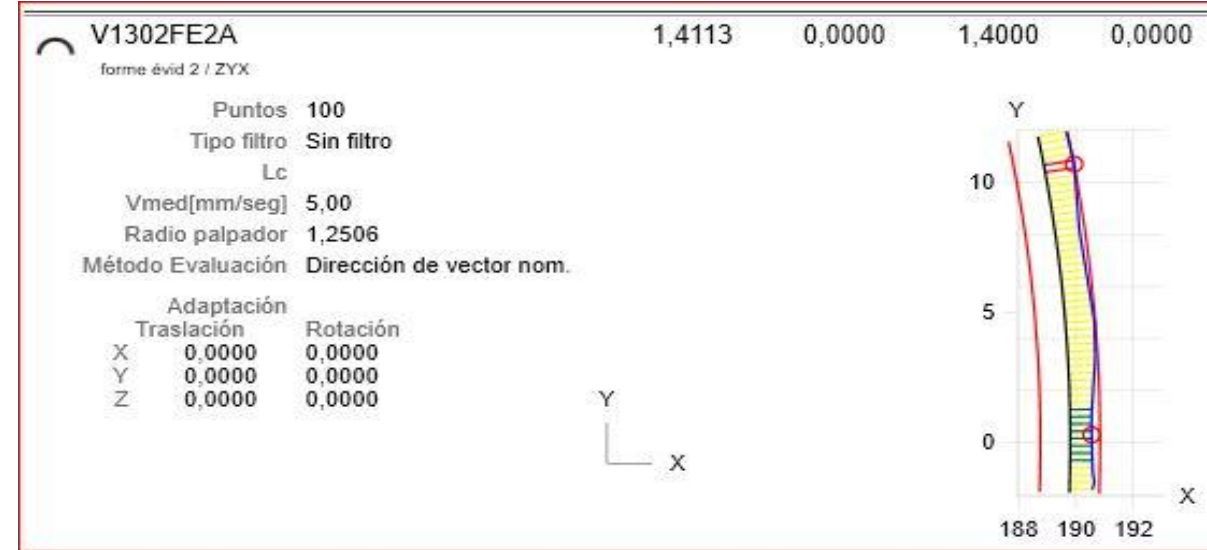 V1302FE2A 1,4113 0,0000 1,4000 0,0000
forme évid 2 / ZYX
Puntos 100
Tipo filtro Sin filtro
Lc
Vmed[mm/seg] 5,00
Radio palpador 1,2506
Método Evaluación Dirección de vector nom.
Adaptación
Traslación Rotación
X 0,0000 0,0000
Y 0,0000 0,0000
Z 0,0000 0,0000
Y
X
Y
10
5
0
X
188 190 192